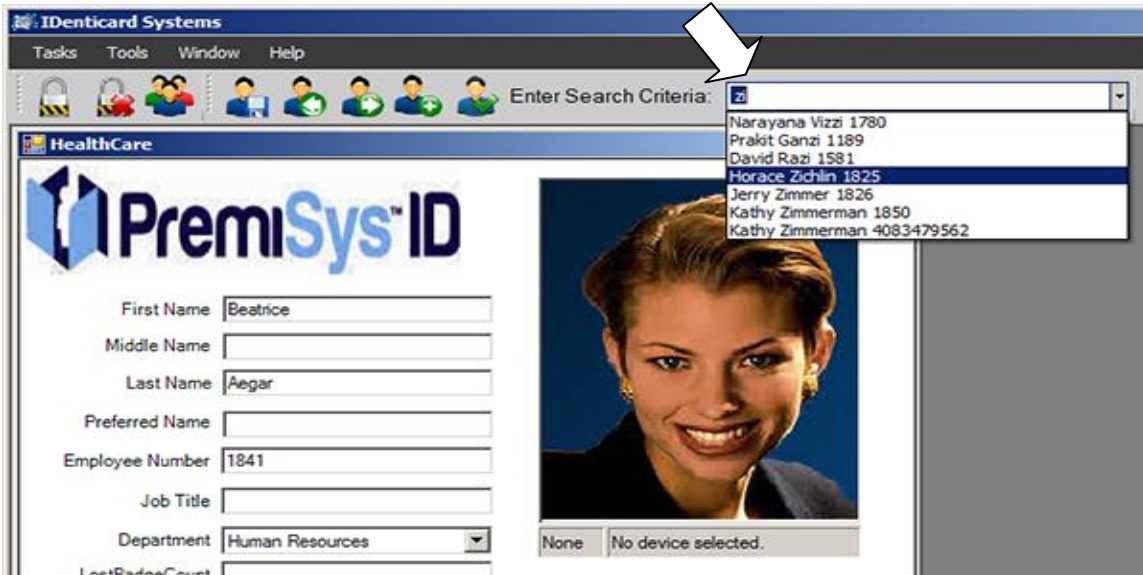 IDenticard Systems
Tasks Tools Window Help
Enter Search Criteria: zi
Narayana Vizzi 1780
Prakit Ganzi 1189
David Razi 1581
Horace Zichlin 1825
Jerry Zimmer 1826
Kathy Zimmerman 1850
Kathy Zimmerman 4083479562
HealthCare
PremiSys™ ID
First Name Beatrice
Middle Name
Last Name Aegar
Preferred Name
Employee Number 1841
Job Title
Department Human Resources
None No device selected.
LostBadgeCount